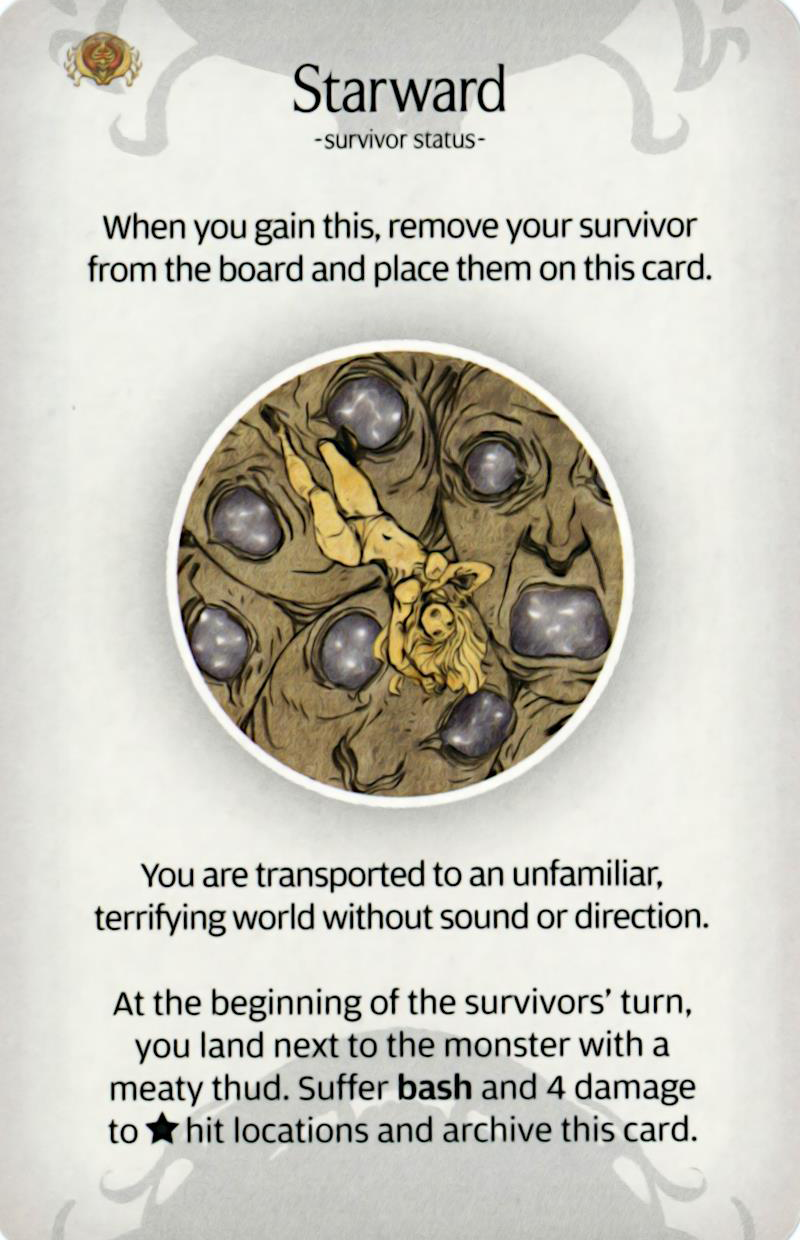 Starward
-survivor status-
When you gain this, remove your survivor
from the board and place them on this card.
You are transported to an unfamiliar,
terrifying world without sound or direction.
At the beginning of the survivors’ turn,
you land next to the monster with a
meaty thud. Suffer bash and 4 damage
to ★ hit locations and archive this card.